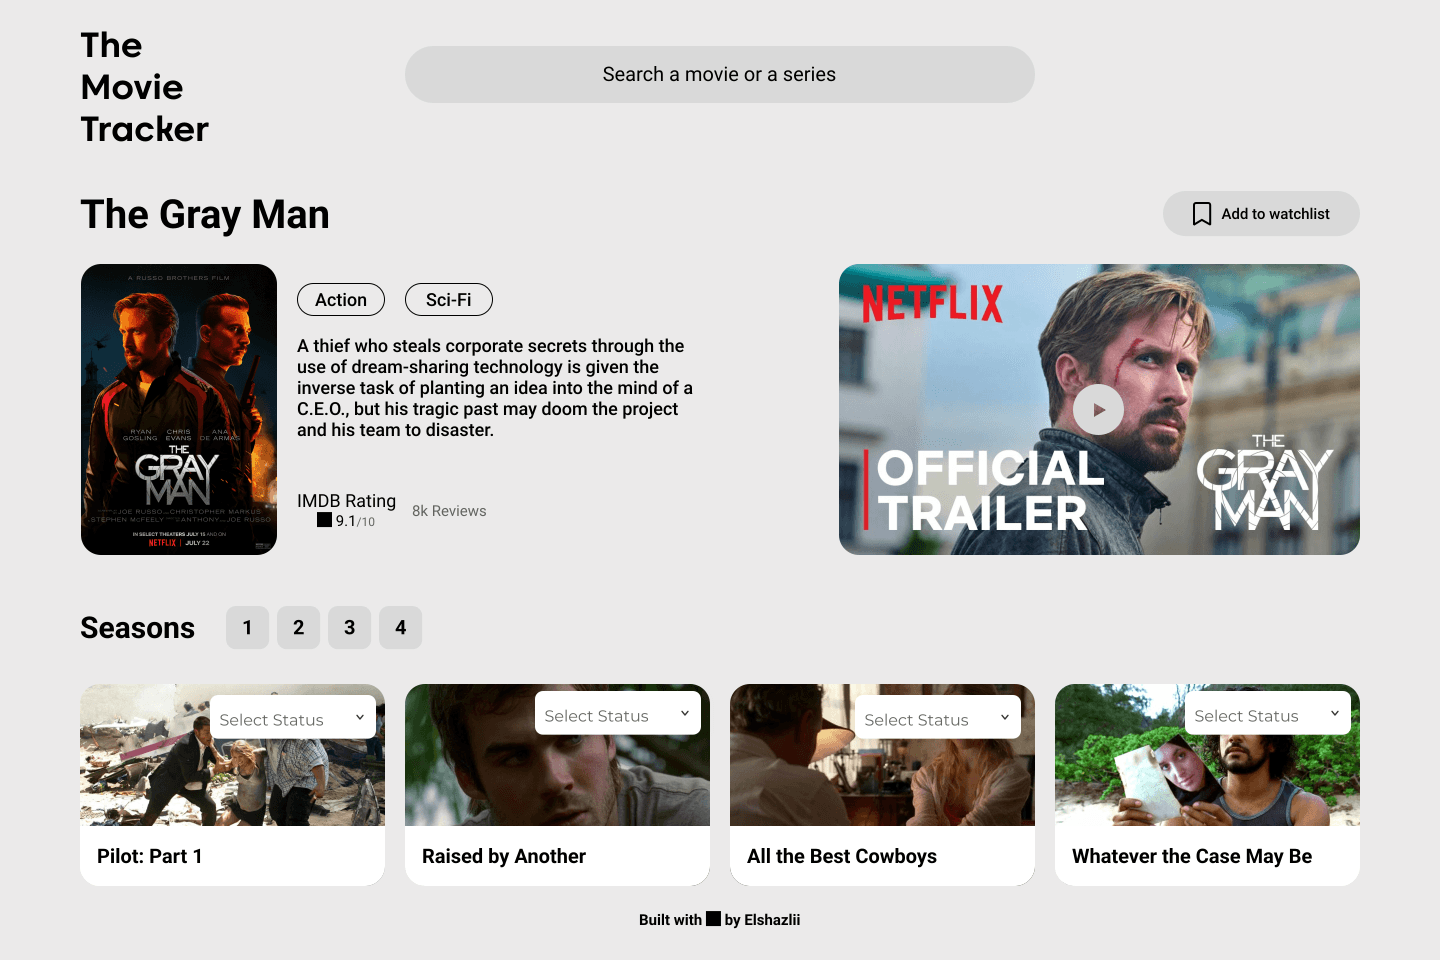 The
Movie
Tracker
Search a movie or a series
The Gray Man
Add to watchlist
A RUSSO BROTHERS FILM
RYAN GOSLING
CHRIS EVANS
ANA DE ARMAS
THE
GRAY
MAN
JOE RUSSO
CHRISTOPHER MARKUS
STEPHEN McFEELY
ANTHONY
JOE RUSSO
IN SELECT THEATERS JULY 15 AND ON
NETFLIX | JULY 22
Action
Sci-Fi
A thief who steals corporate secrets through the
use of dream-sharing technology is given the
inverse task of planting an idea into the mind of a
C.E.O., but his tragic past may doom the project
and his team to disaster.
IMDB Rating
9.1/10
8k Reviews
NETFLIX
OFFICIAL
TRAILER
THE
GRAY
MAN
Seasons
1
2
3
4
Select Status
Select Status
Select Status
Select Status
Pilot: Part 1
Raised by Another
All the Best Cowboys
Whatever the Case May Be
Built with by Elshazlii